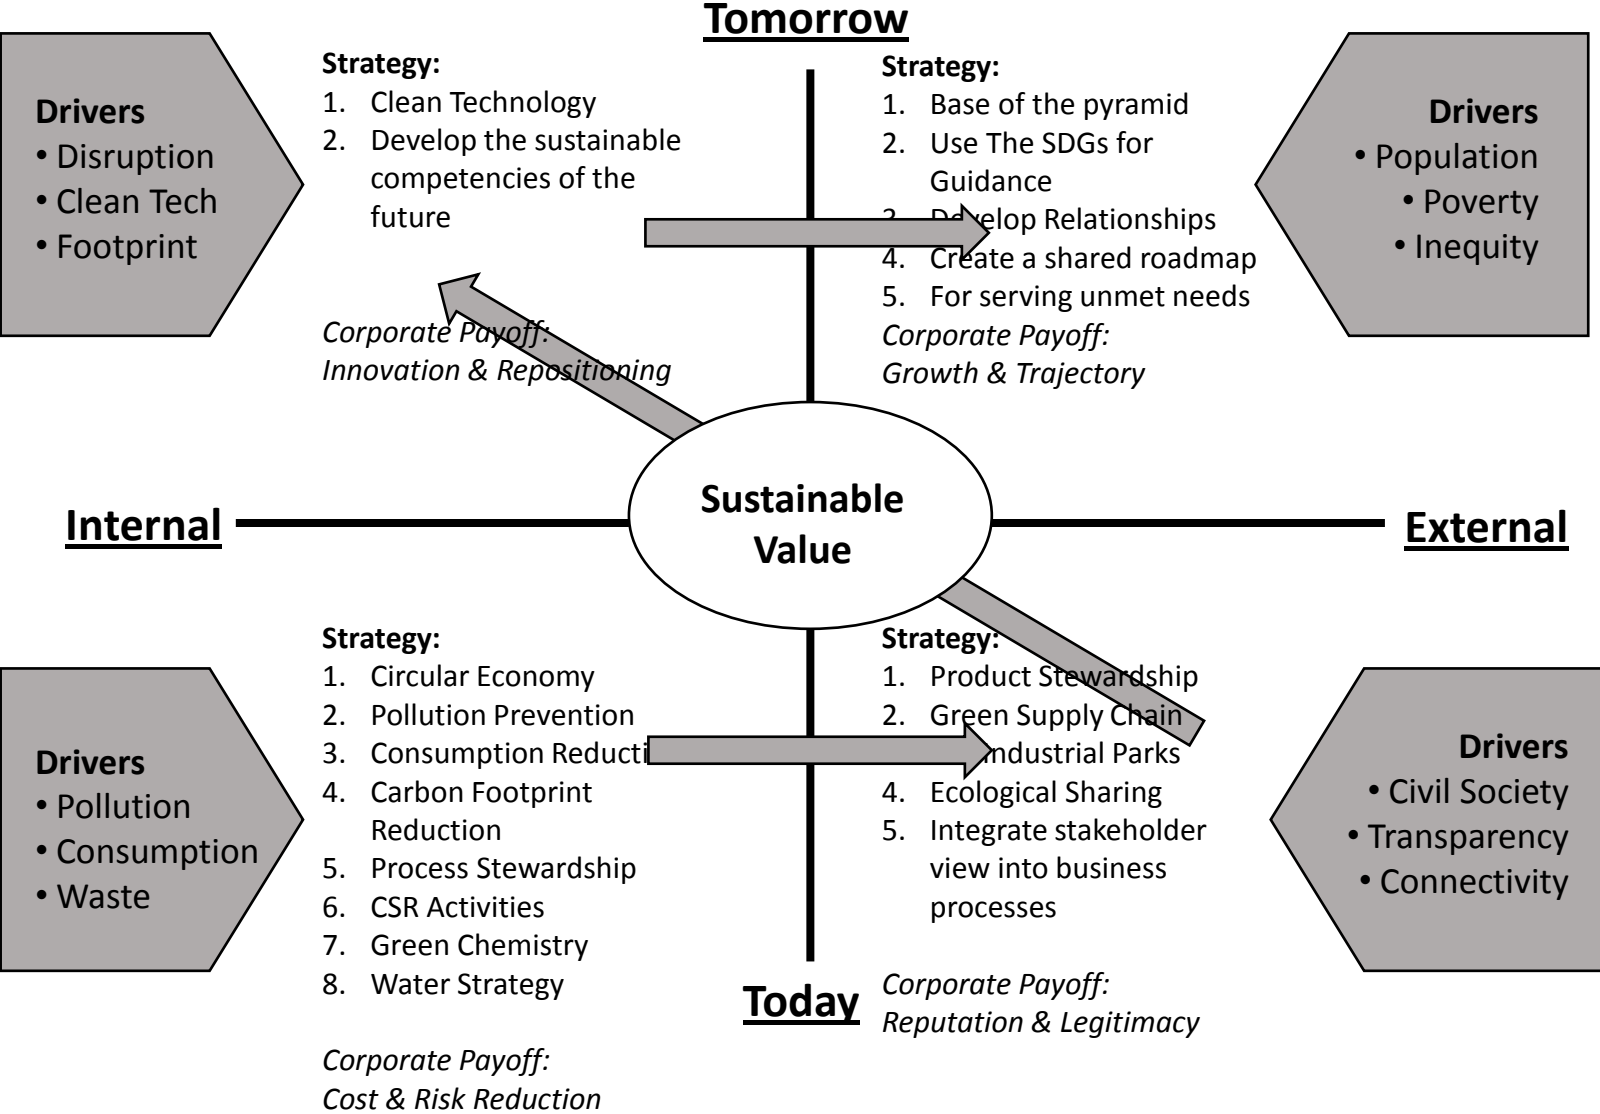 Tomorrow
Drivers
• Disruption
• Clean Tech
• Footprint
Strategy:
1. Clean Technology
2. Develop the sustainable
competencies of the
future
Corporate Payoff:
Innovation & Repositioning
Strategy:
1. Base of the pyramid
2. Use The SDGs for
Guidance
3. Develop Relationships
4. Create a shared roadmap
5. For serving unmet needs
Corporate Payoff:
Growth & Trajectory
Drivers
• Population
• Poverty
• Inequity
Internal
Sustainable
Value
External
Drivers
• Pollution
• Consumption
• Waste
Strategy:
1. Circular Economy
2. Pollution Prevention
3. Consumption
4. Carbon Footprint
Reduction
5. Process Stewardship
6. CSR Activities
7. Green Chemistry
8. Water Strategy
Corporate Payoff:
Cost & Risk Reduction
Today
Strategy:
1. Product Stewardship
2. Green Supply Chain
Industrial Parks
4. Ecological Sharing
5. Integrate stakeholder
view into business
processes
Corporate Payoff:
Reputation & Legitimacy
Drivers
• Civil Society
• Transparency
• Connectivity